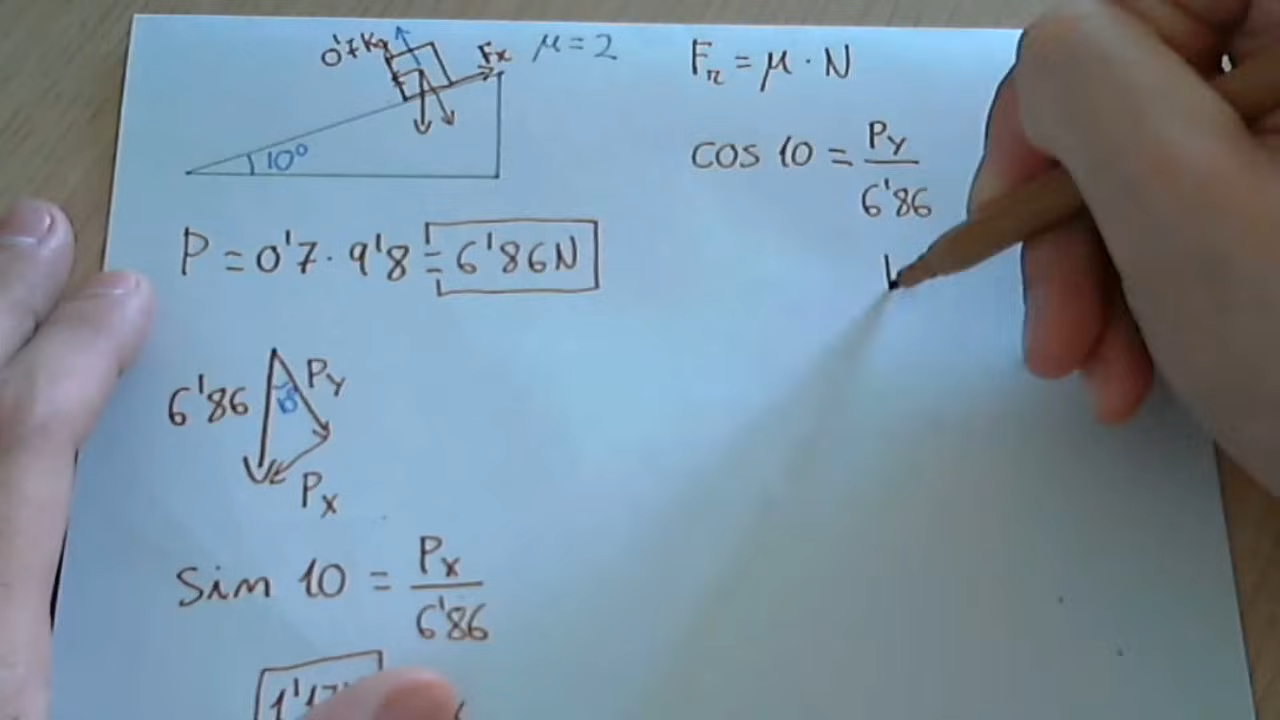 0'7Kg Fx μ = 2
10°
P = 0'7 · 9'8 = 6'86N
6'86 Py
Px
Sin 10 = Px / 6'86
Fr = μ · N
cos 10 = Py / 6'86